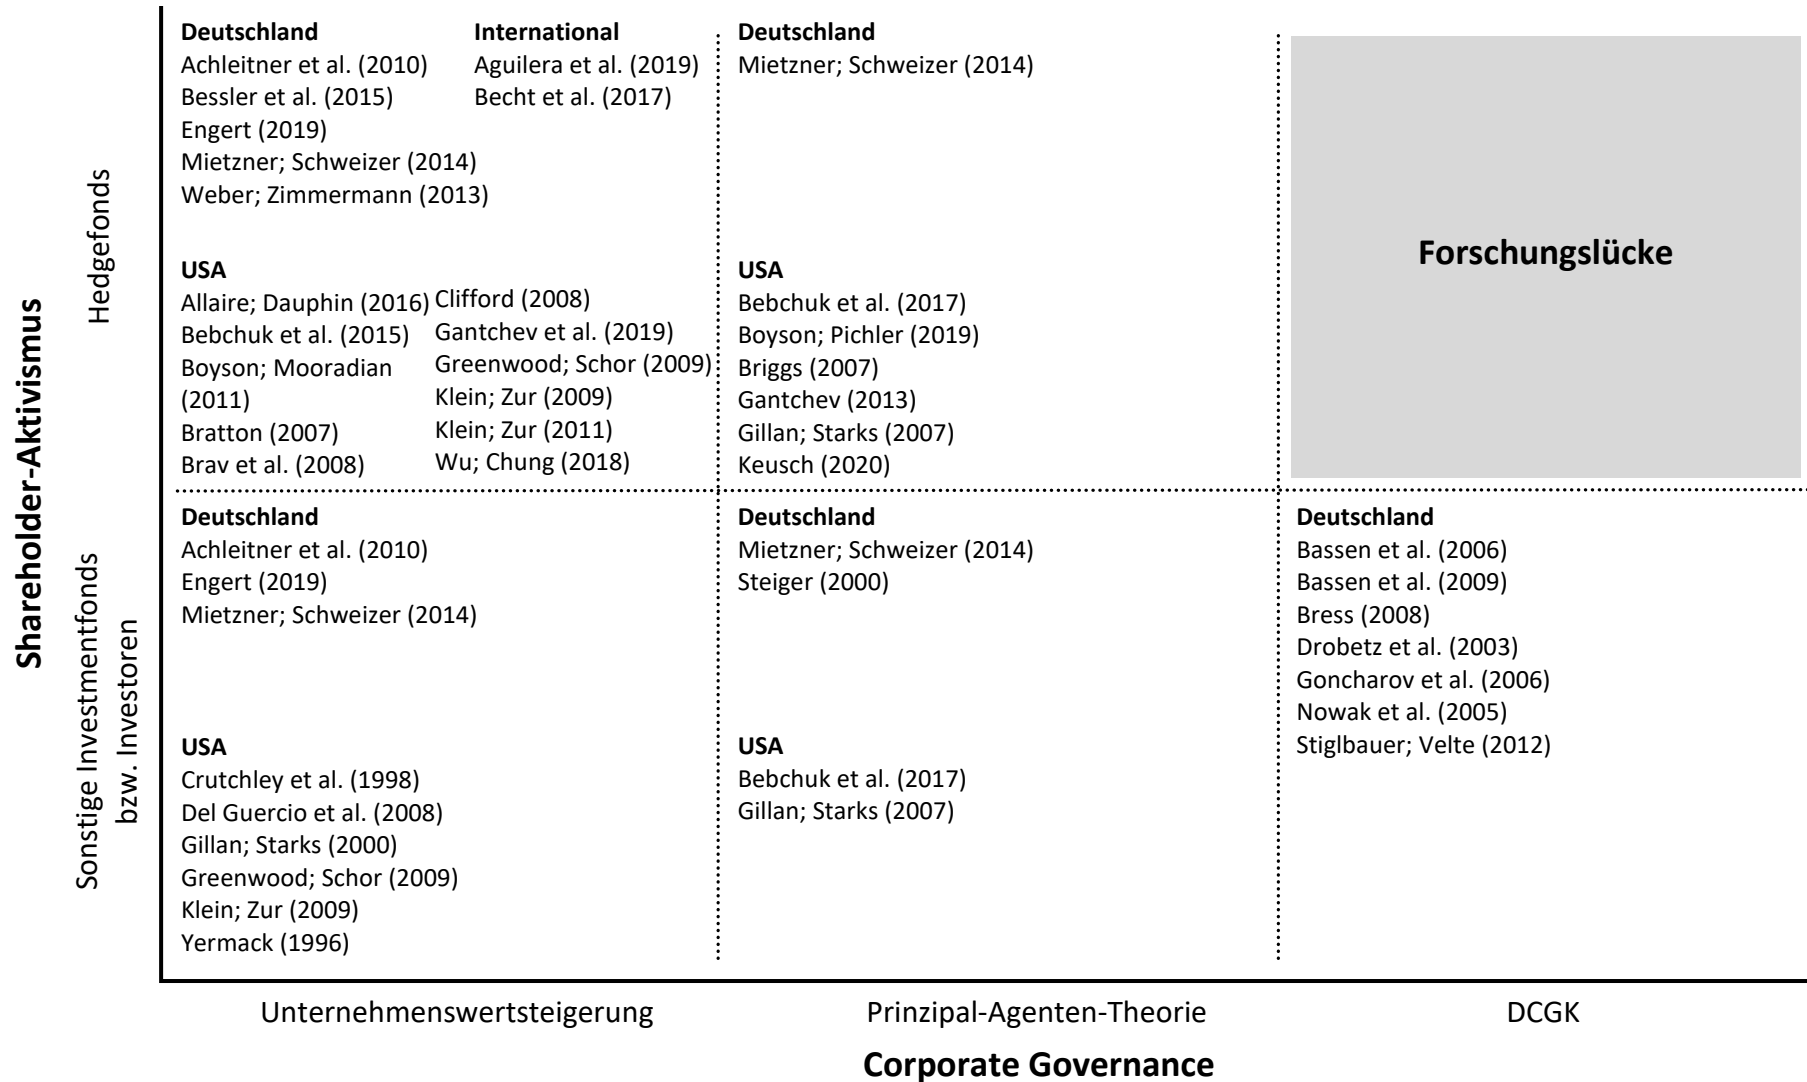 Shareholder-Aktivismus
Hedgefonds
Deutschland
Achleitner et al. (2010)
Bessler et al. (2015)
Engert (2019)
Mietzner; Schweizer (2014)
Weber; Zimmermann (2013)
International
Aguilera et al. (2019)
Becht et al. (2017)
USA
Allaire; Dauphin (2016)
Bebchuk et al. (2015)
Boyson; Mooradian
(2011)
Bratton (2007)
Brav et al. (2008)
Clifford (2008)
Gantchev et al. (2019)
Greenwood; Schor (2009)
Klein; Zur (2009)
Klein; Zur (2011)
Wu; Chung (2018)
Deutschland
Mietzner; Schweizer (2014)
USA
Bebchuk et al. (2017)
Boyson; Pichler (2019)
Briggs (2007)
Gantchev (2013)
Gillan; Starks (2007)
Keusch (2020)
Forschungslücke
Sonstige Investmentfonds
bzw. Investoren
Deutschland
Achleitner et al. (2010)
Engert (2019)
Mietzner; Schweizer (2014)
USA
Crutchley et al. (1998)
Del Guercio et al. (2008)
Gillan; Starks (2000)
Greenwood; Schor (2009)
Klein; Zur (2009)
Yermack (1996)
Deutschland
Mietzner; Schweizer (2014)
Steiger (2000)
USA
Bebchuk et al. (2017)
Gillan; Starks (2007)
Deutschland
Bassen et al. (2006)
Bassen et al. (2009)
Bress (2008)
Drobetz et al. (2003)
Goncharov et al. (2006)
Nowak et al. (2005)
Stiglbauer; Velte (2012)
Unternehmenswertsteigerung
Prinzipal-Agenten-Theorie
DCGK
Corporate Governance